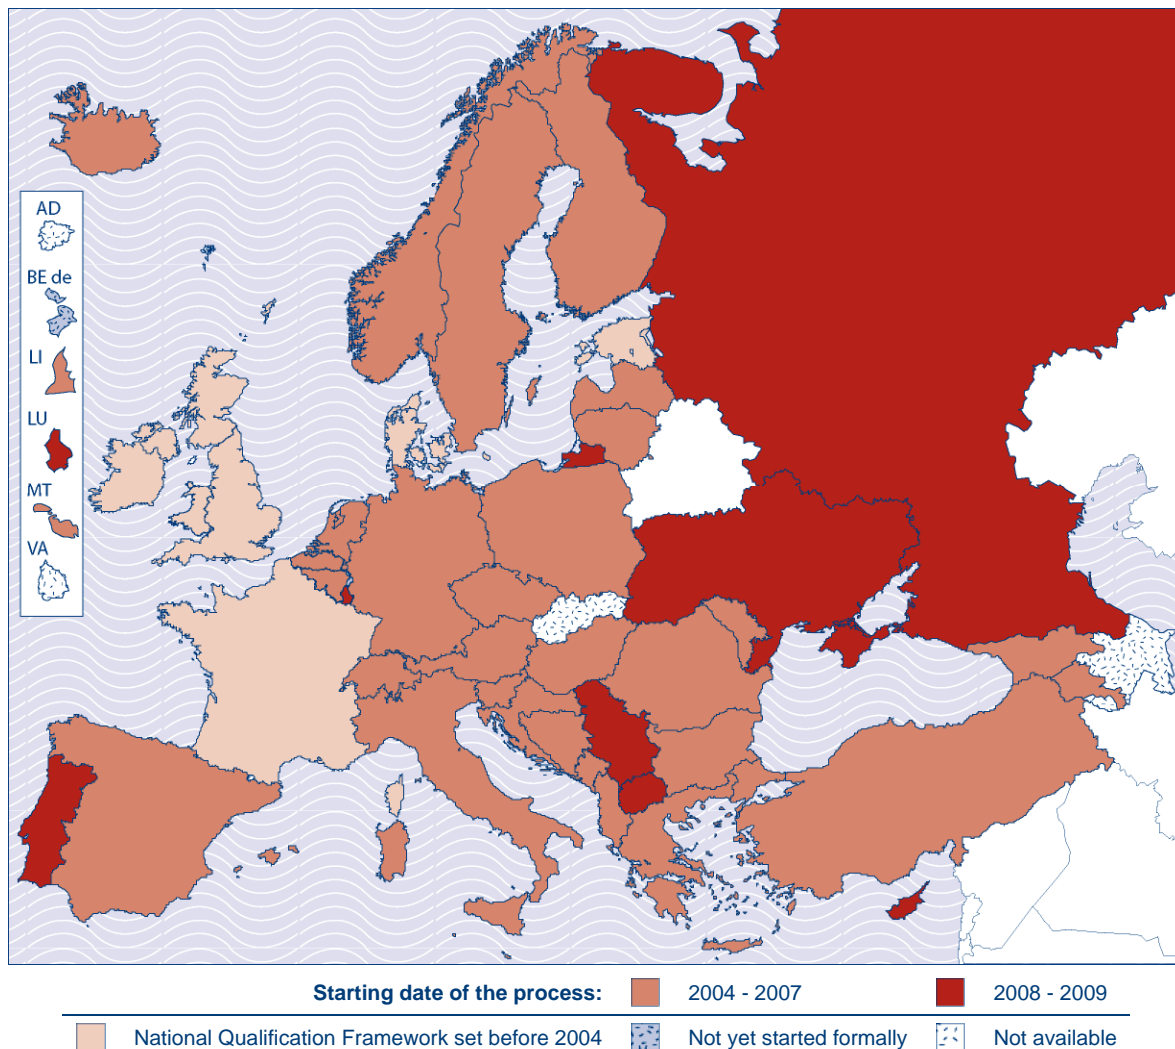 AD
BE de
LI
LU
MT
VA
Starting date of the process: 2004 - 2007 2008 - 2009
National Qualification Framework set before 2004 Not yet started formally Not available